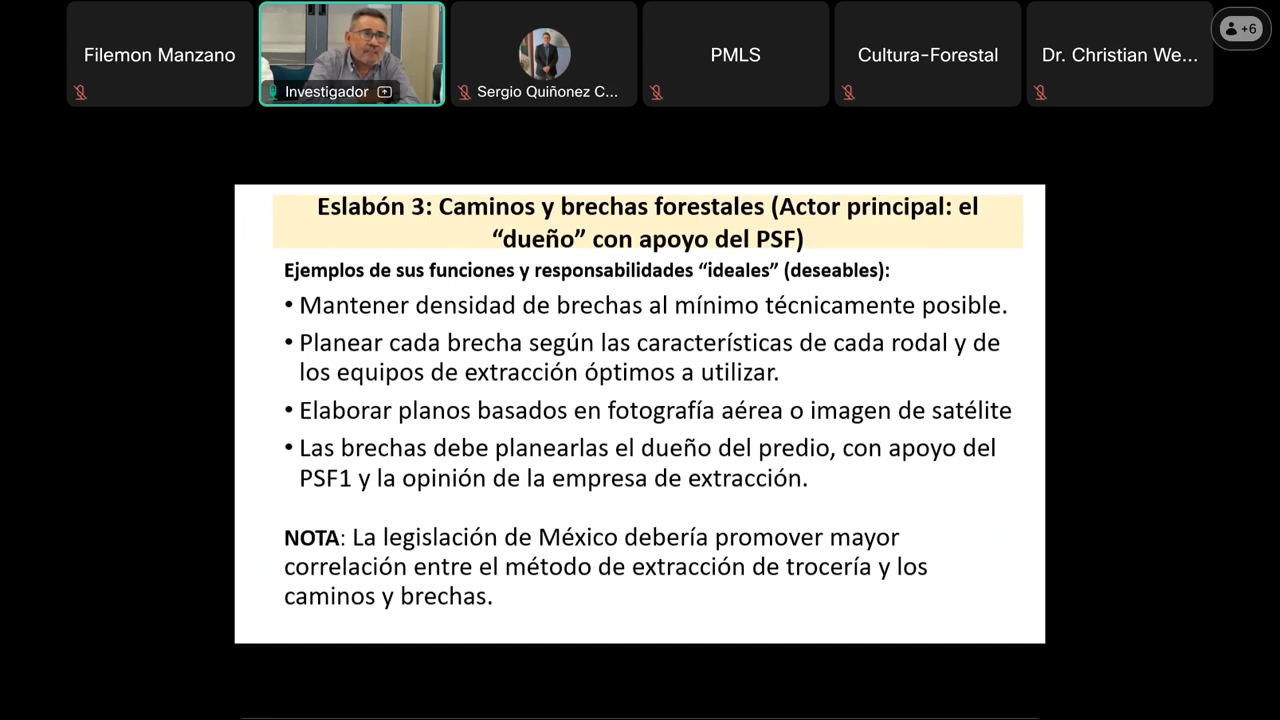 Filemon Manzano
Investigador
Sergio Quiñonez C...
PMLS
Cultura-Forestal
Dr. Christian We...
+6
Eslabón 3: Caminos y brechas forestales (Actor principal: el
“dueño” con apoyo del PSF)
Ejemplos de sus funciones y responsabilidades “ideales” (deseables):
• Mantener densidad de brechas al mínimo técnicamente posible.
• Planear cada brecha según las características de cada rodal y de
los equipos de extracción óptimos a utilizar.
• Elaborar planos basados en fotografía aérea o imagen de satélite
• Las brechas debe planearlas el dueño del predio, con apoyo del
PSF1 y la opinión de la empresa de extracción.
NOTA: La legislación de México debería promover mayor
correlación entre el método de extracción de trocería y los
caminos y brechas.